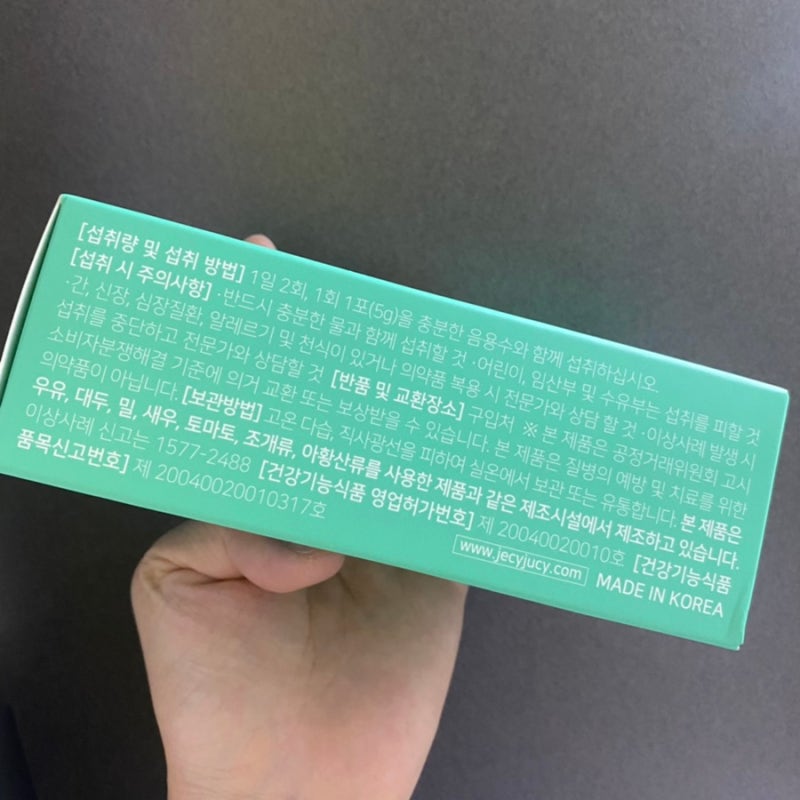 [섭취량 및 섭취 방법] 1일 2회, 1회 1포(5g)을 충분한 음용수와 함께 섭취하십시오.
[섭취 시 주의사항] ·반드시 충분한 물과 함께 섭취할 것 ·어린이, 임산부 및 수유부는 섭취를 피할 것
·간, 신장, 심장질환, 알레르기 및 천식이 있거나 의약품 복용 시 전문가와 상담 할 것 ·이상사례 발생 시
섭취를 중단하고 전문가와 상담할 것 [반품 및 교환장소] 구입처 ※ 본 제품은 공정거래위원회 고시
소비자분쟁해결 기준에 의거 교환 또는 보상받을 수 있습니다. 본 제품은 질병의 예방 및 치료를 위한
의약품이 아닙니다. [보관방법] 고온 다습, 직사광선을 피하여 실온에서 보관 또는 유통합니다. 본 제품은
우유, 대두, 밀, 새우, 토마토, 조개류, 아황산류를 사용한 제품과 같은 제조시설에서 제조하고 있습니다.
이상사례 신고는 1577-2488 [건강기능식품 영업허가번호] 제 20040020010호 [건강기능식품
품목신고번호] 제 20040020010317호
www.jecyjucy.com
MADE IN KOREA